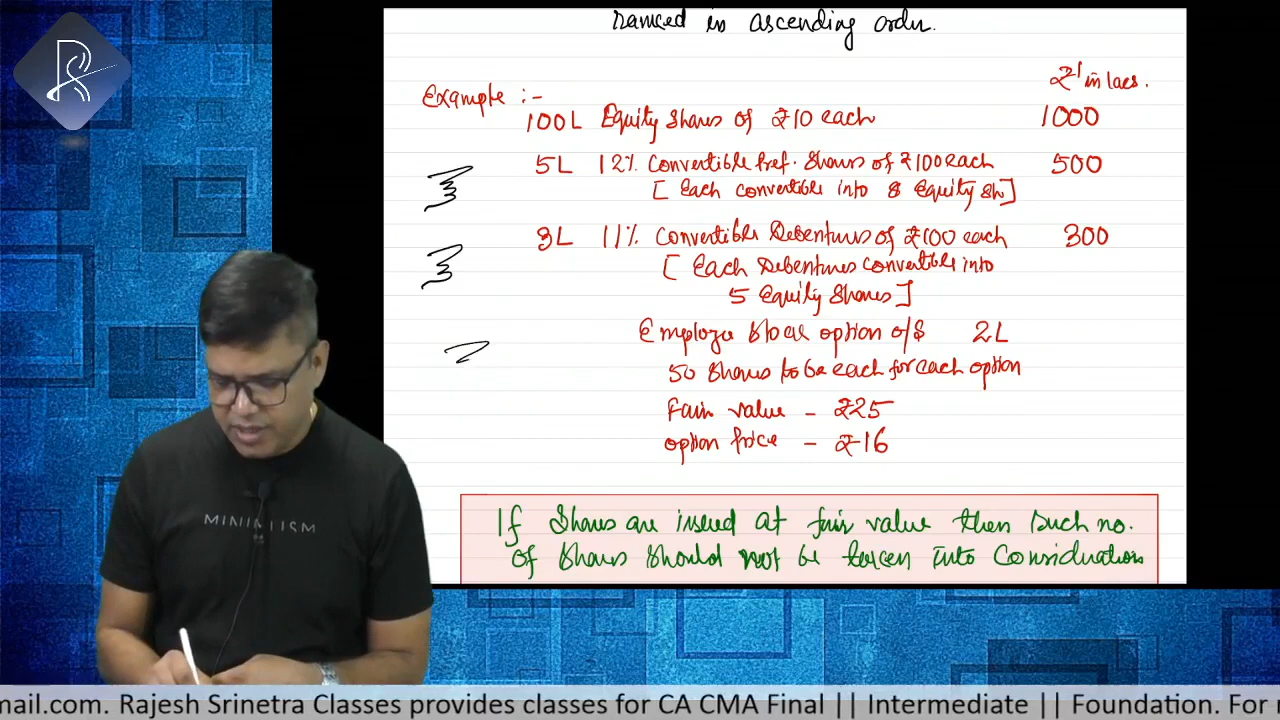 ranked in ascending order.
₹ in lacs.
Example :-
100L Equity Shares of ₹10 each 1000
5L 12% Convertible Pref. Shares of ₹100 each 500
[ Each convertible into 8 Equity Sh ]
3L 11% Convertible Debentures of ₹100 each 300
[ Each Debentures convertible into
5 Equity Shares ]
Employee Stock option o/s 2L
50 Shares to be each for each option
Fair value - ₹25
option price - ₹16
If Shares are issued at fair value then such no.
of Shares should not be taken into Consideration
MINIMALISM
mail.com. Rajesh Srinetra Classes provides classes for CA CMA Final || Intermediate || Foundation. For